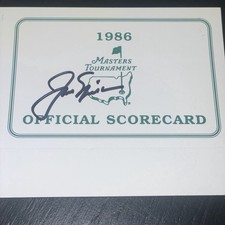 1986
MASTERS
TOURNAMENT
OFFICIAL SCORECARD